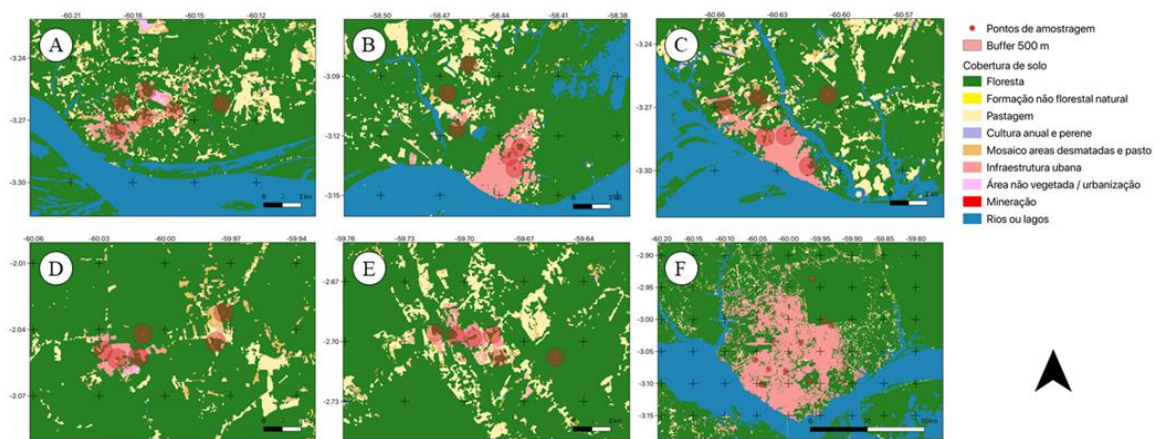 -60.21 -60.18 -60.15 -60.12
A
-3.24
-3.27
-3.30
-58.50 -58.47 -58.44 -58.41 -58.38
B
-3.09
-3.12
-3.15
-60.66 -60.63 -60.60 -60.57
C
-3.24
-3.27
-3.30
Pontos de amostragem
Buffer 500 m
Cobertura de solo
Floresta
Formação não florestal natural
Pastagem
Cultura anual e perene
Mosaico areas desmatadas e pasto
Infraestrutura ubana
Área não vegetada / urbanização
Mineração
Rios ou lagos
-60.06 -60.03 -60.00 -59.97 -59.94
D
-2.01
-2.04
-2.07
-59.76 -59.73 -59.70 -59.67 -59.64
E
-2.67
-2.70
-2.73
-60.20 -60.10 -60.05 -60.00 -59.90 -59.85 -59.80
F
-2.90
-2.95
-3.00
-3.05
-3.10
-3.15